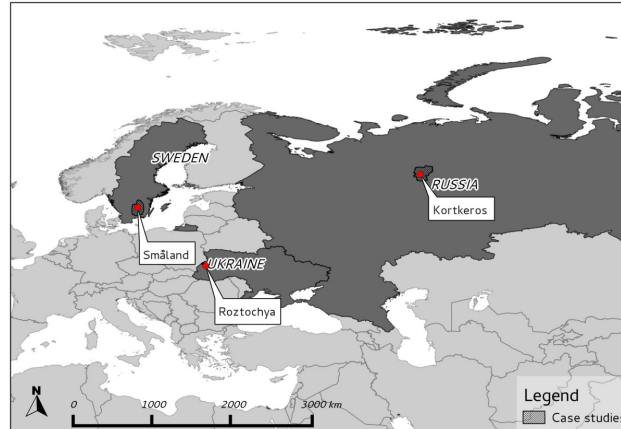 SWEDEN
RUSSIA
Kortkeros
Småland
UKRAINE
Roztochya
N
0 1000 2000 3000 km
Legend
Case studies